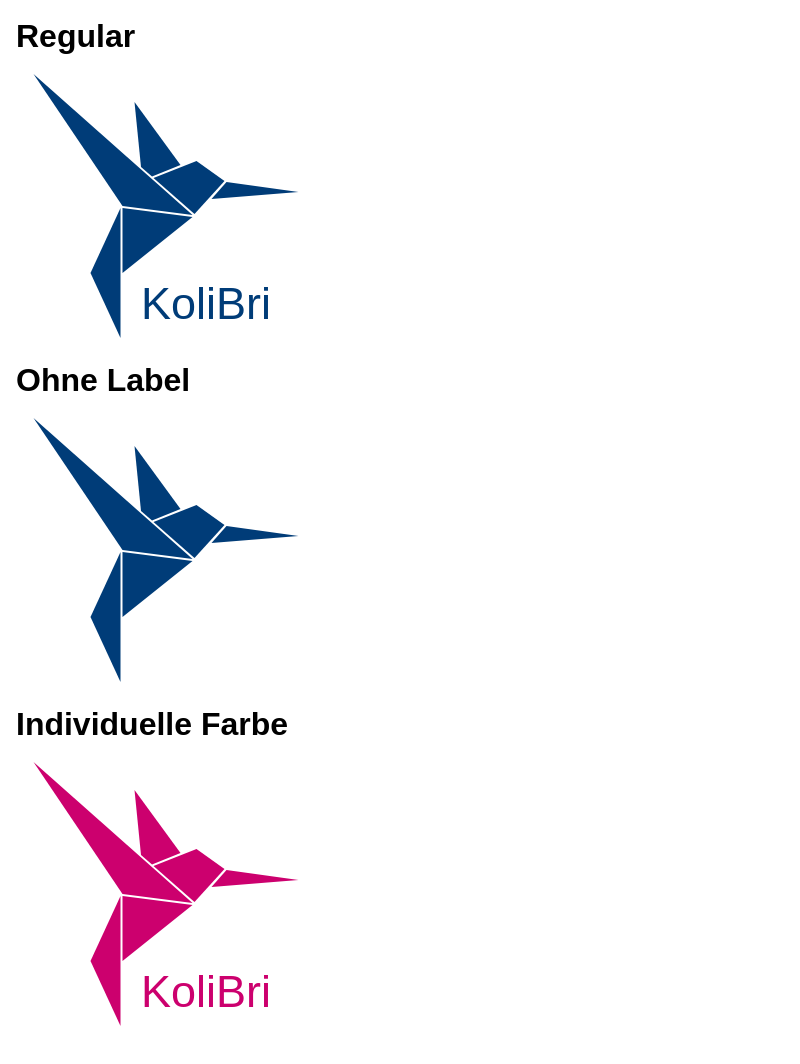 Regular
KoliBri
Ohne Label
Individuelle Farbe
KoliBri